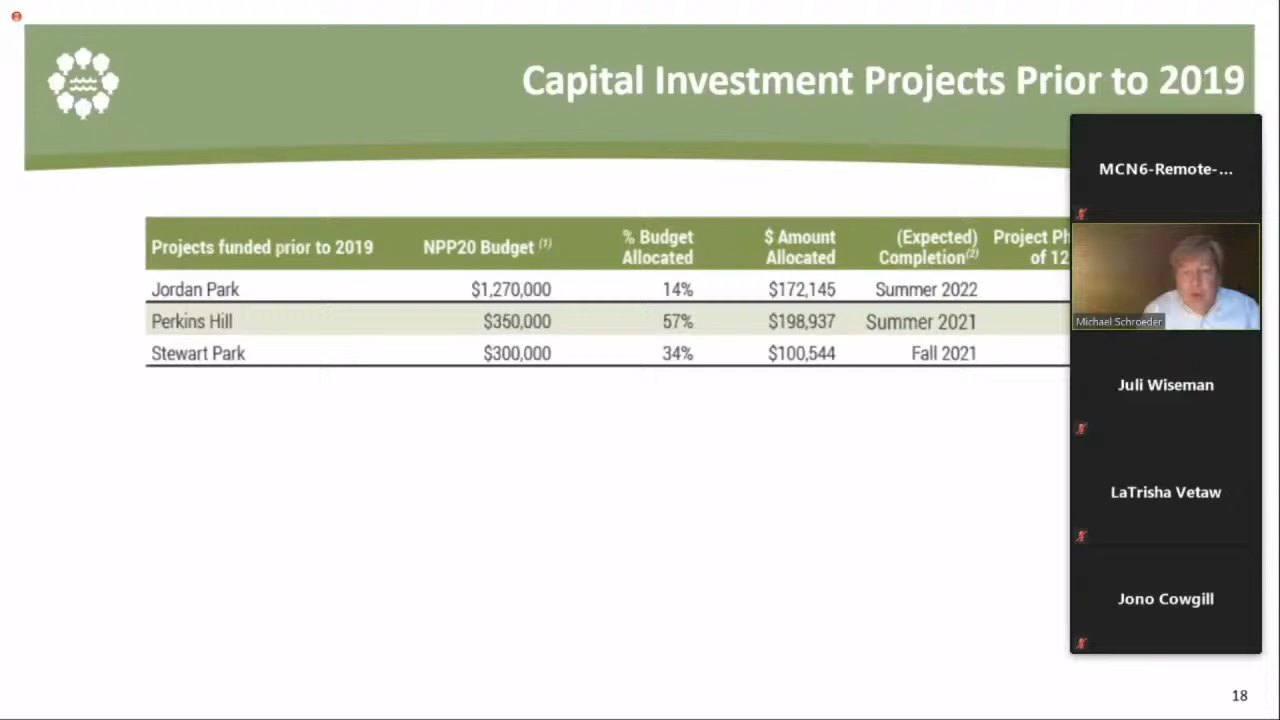 Capital Investment Projects Prior to 2019
Projects funded prior to 2019 NPP20 Budget (1) % Budget Allocated $ Amount Allocated (Expected) Completion(2) Project of 12
Jordan Park $1,270,000 14% $172,145 Summer 2022
Perkins Hill $350,000 57% $198,937 Summer 2021
Stewart Park $300,000 34% $100,544 Fall 2021
MCN6-Remote-...
Michael Schroeder
Juli Wiseman
LaTrisha Vetaw
Jono Cowgill
18